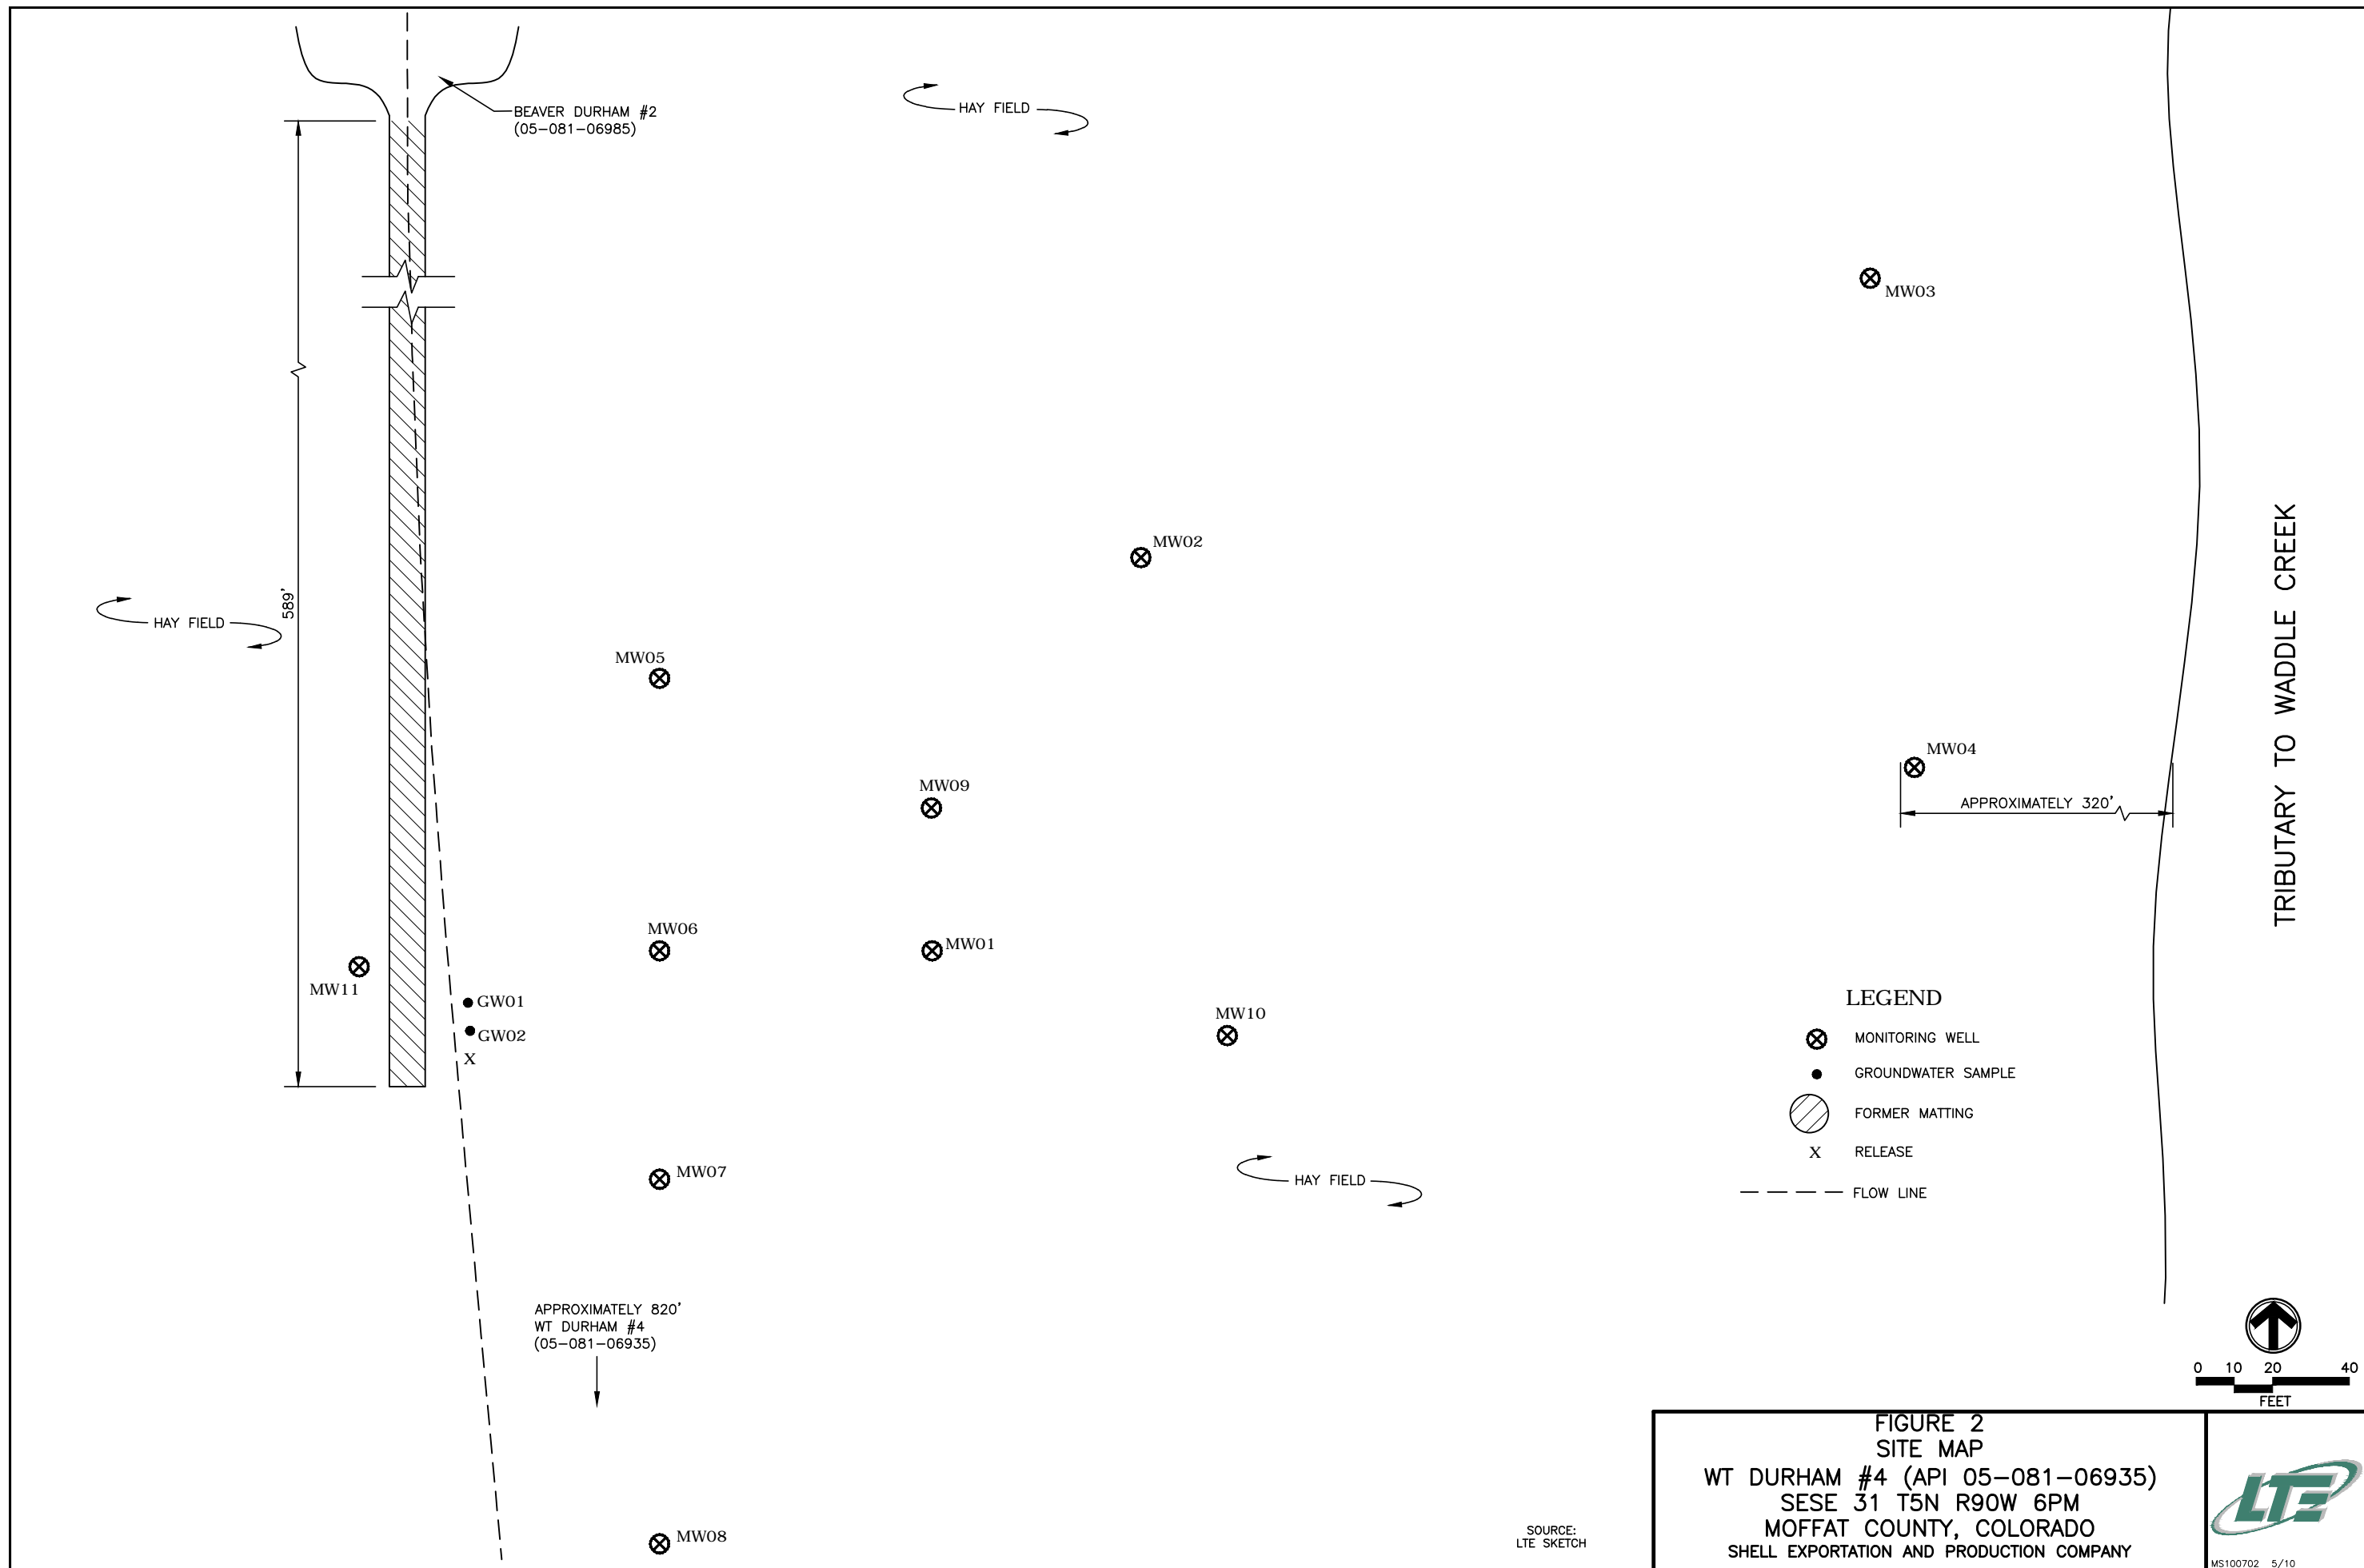 BEAVER DURHAM #2
(05-081-06985)
HAY FIELD
MW03
TRIBUTARY TO WADDLE CREEK
MW02
589'
HAY FIELD
MW05
MW04
APPROXIMATELY 320'
MW09
MW06
MW01
MW11
GW01
GW02
X
MW10
LEGEND
MONITORING WELL
GROUNDWATER SAMPLE
FORMER MATTING
X RELEASE
FLOW LINE
MW07
HAY FIELD
APPROXIMATELY 820'
WT DURHAM #4
(05-081-06935)
0 10 20 40
FEET
MW08
SOURCE:
LTE SKETCH
FIGURE 2
SITE MAP
WT DURHAM #4 (API 05-081-06935)
SESE 31 T5N R90W 6PM
MOFFAT COUNTY, COLORADO
SHELL EXPORTATION AND PRODUCTION COMPANY
LTE
MS100702 5/10